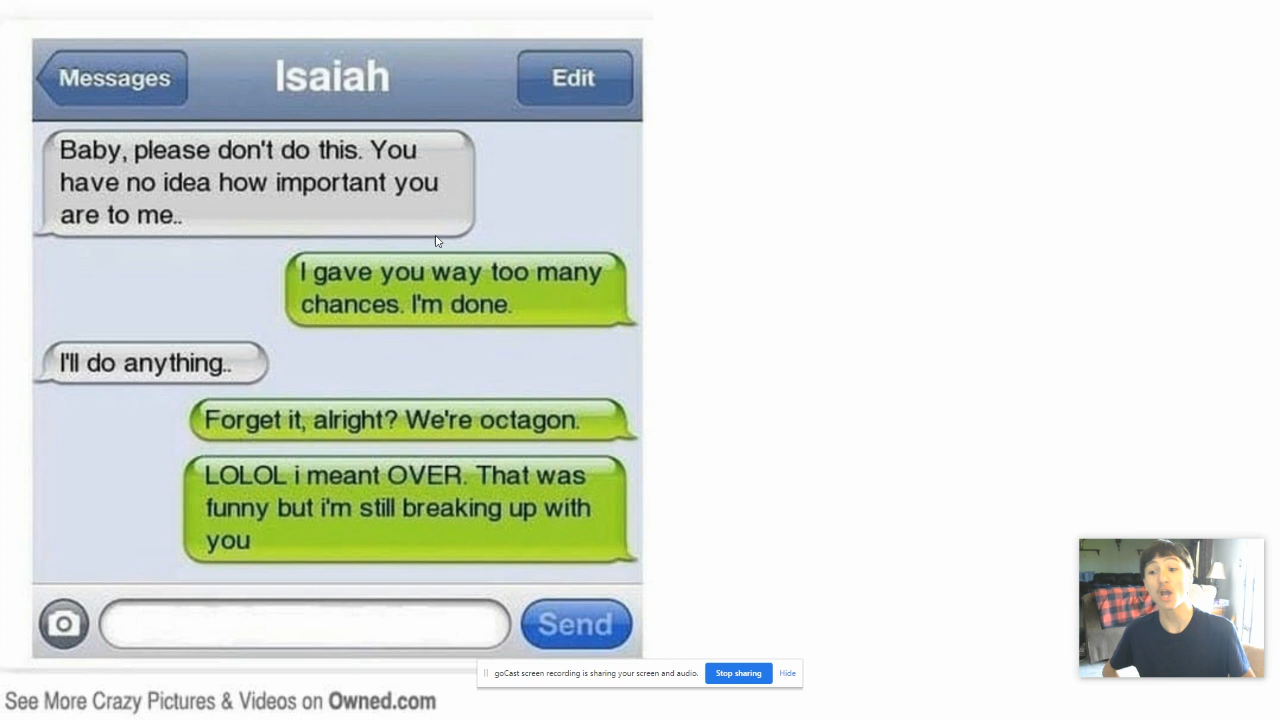 Messages
Isaiah
Edit
Baby, please don't do this. You
have no idea how important you
are to me..
I gave you way too many
chances. I'm done.
I'll do anything..
Forget it, alright? We're octagon.
LOLOL i meant OVER. That was
funny but i'm still breaking up with
you
Send
goCast screen recording is sharing your screen and audio.
Stop sharing
Hide
See More Crazy Pictures & Videos on Owned.com